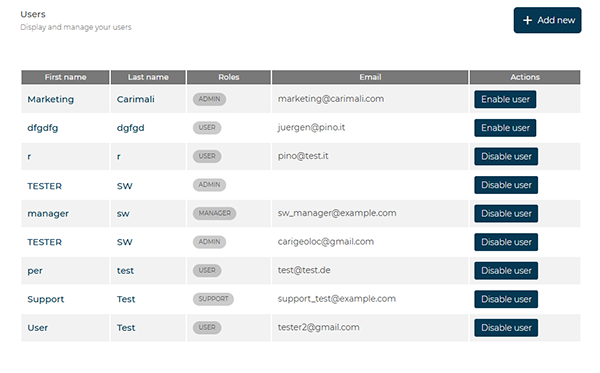 Users
Display and manage your users
+ Add new
First name Last name Roles Email Actions
Marketing Carimali ADMIN marketing@carimali.com Enable user
dfgdfg dgfgd USER juergen@pino.it Enable user
r r USER pino@test.it Disable user
TESTER SW ADMIN Disable user
manager sw MANAGER sw_manager@example.com Disable user
TESTER SW ADMIN carigeoloc@gmail.com Disable user
per test USER test@test.de Disable user
Support Test SUPPORT support_test@example.com Disable user
User Test USER tester2@gmail.com Disable user